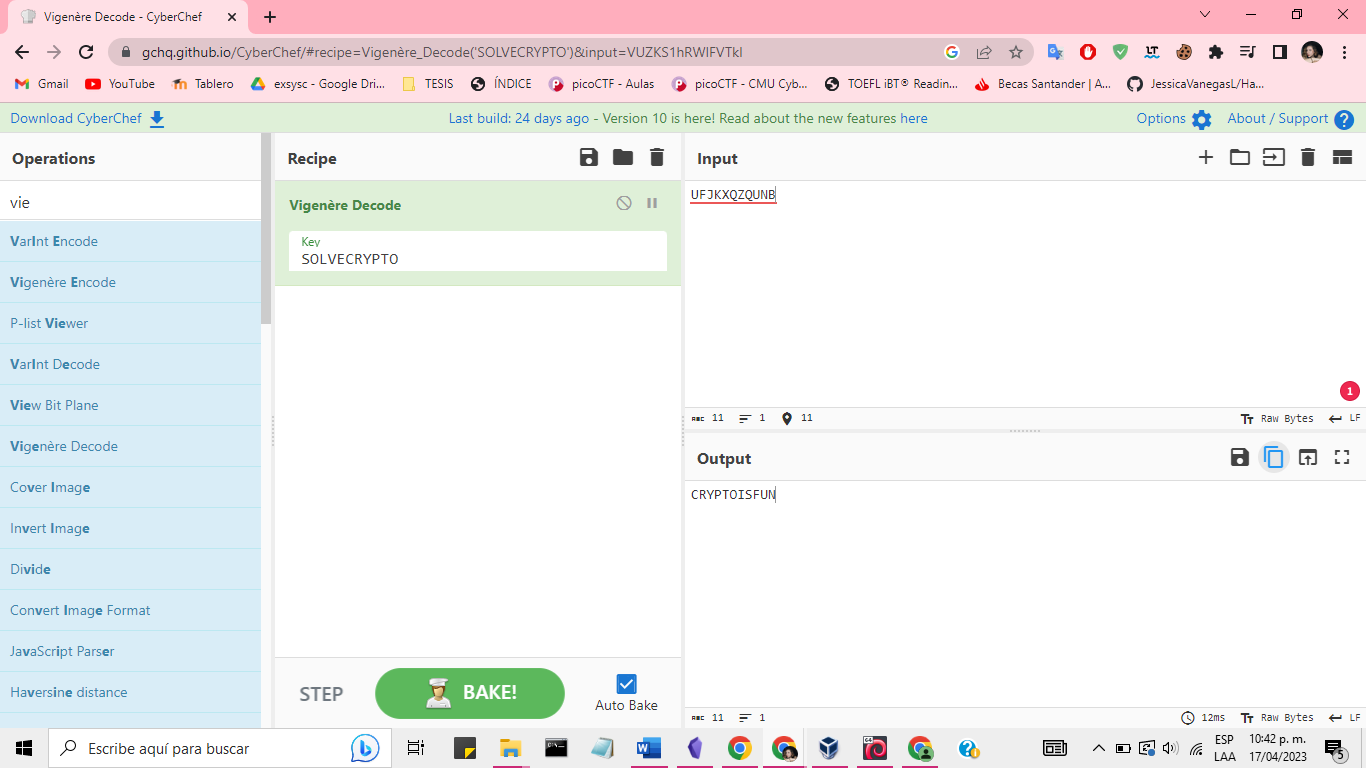 Vigenère Decode - CyberChef
gchq.github.io/CyberChef/#recipe=Vigenère_Decode('SOLVECRYPTO')&input=VUZKS1hRWlFVTkI
Gmail YouTube Tablero exsysc - Google Dri... TESIS ÍNDICE picoCTF - Aulas picoCTF - CMU Cyb... TOEFL iBT® Readin... Becas Santander | A... JessicaVanegasL/Ha...
Download CyberChef Last build: 24 days ago - Version 10 is here! Read about the new features here Options About / Support
Operations
vie
VarInt Encode
Vigenère Encode
P-list Viewer
VarInt Decode
View Bit Plane
Vigenère Decode
Cover Image
Invert Image
Divide
Convert Image Format
JavaScript Parser
Haversine distance
Recipe
Vigenère Decode
Key
SOLVECRYPTO
STEP
BAKE!
Auto Bake
Input
UFJKXQZQUNB
1
ABC 11 1 11 Tт Raw Bytes LF
Output
CRYPTOISFUN
ABC 11 1 12ms Tт Raw Bytes LF
Escribe aquí para buscar
ESP
LAA
10:42 p. m.
17/04/2023
5